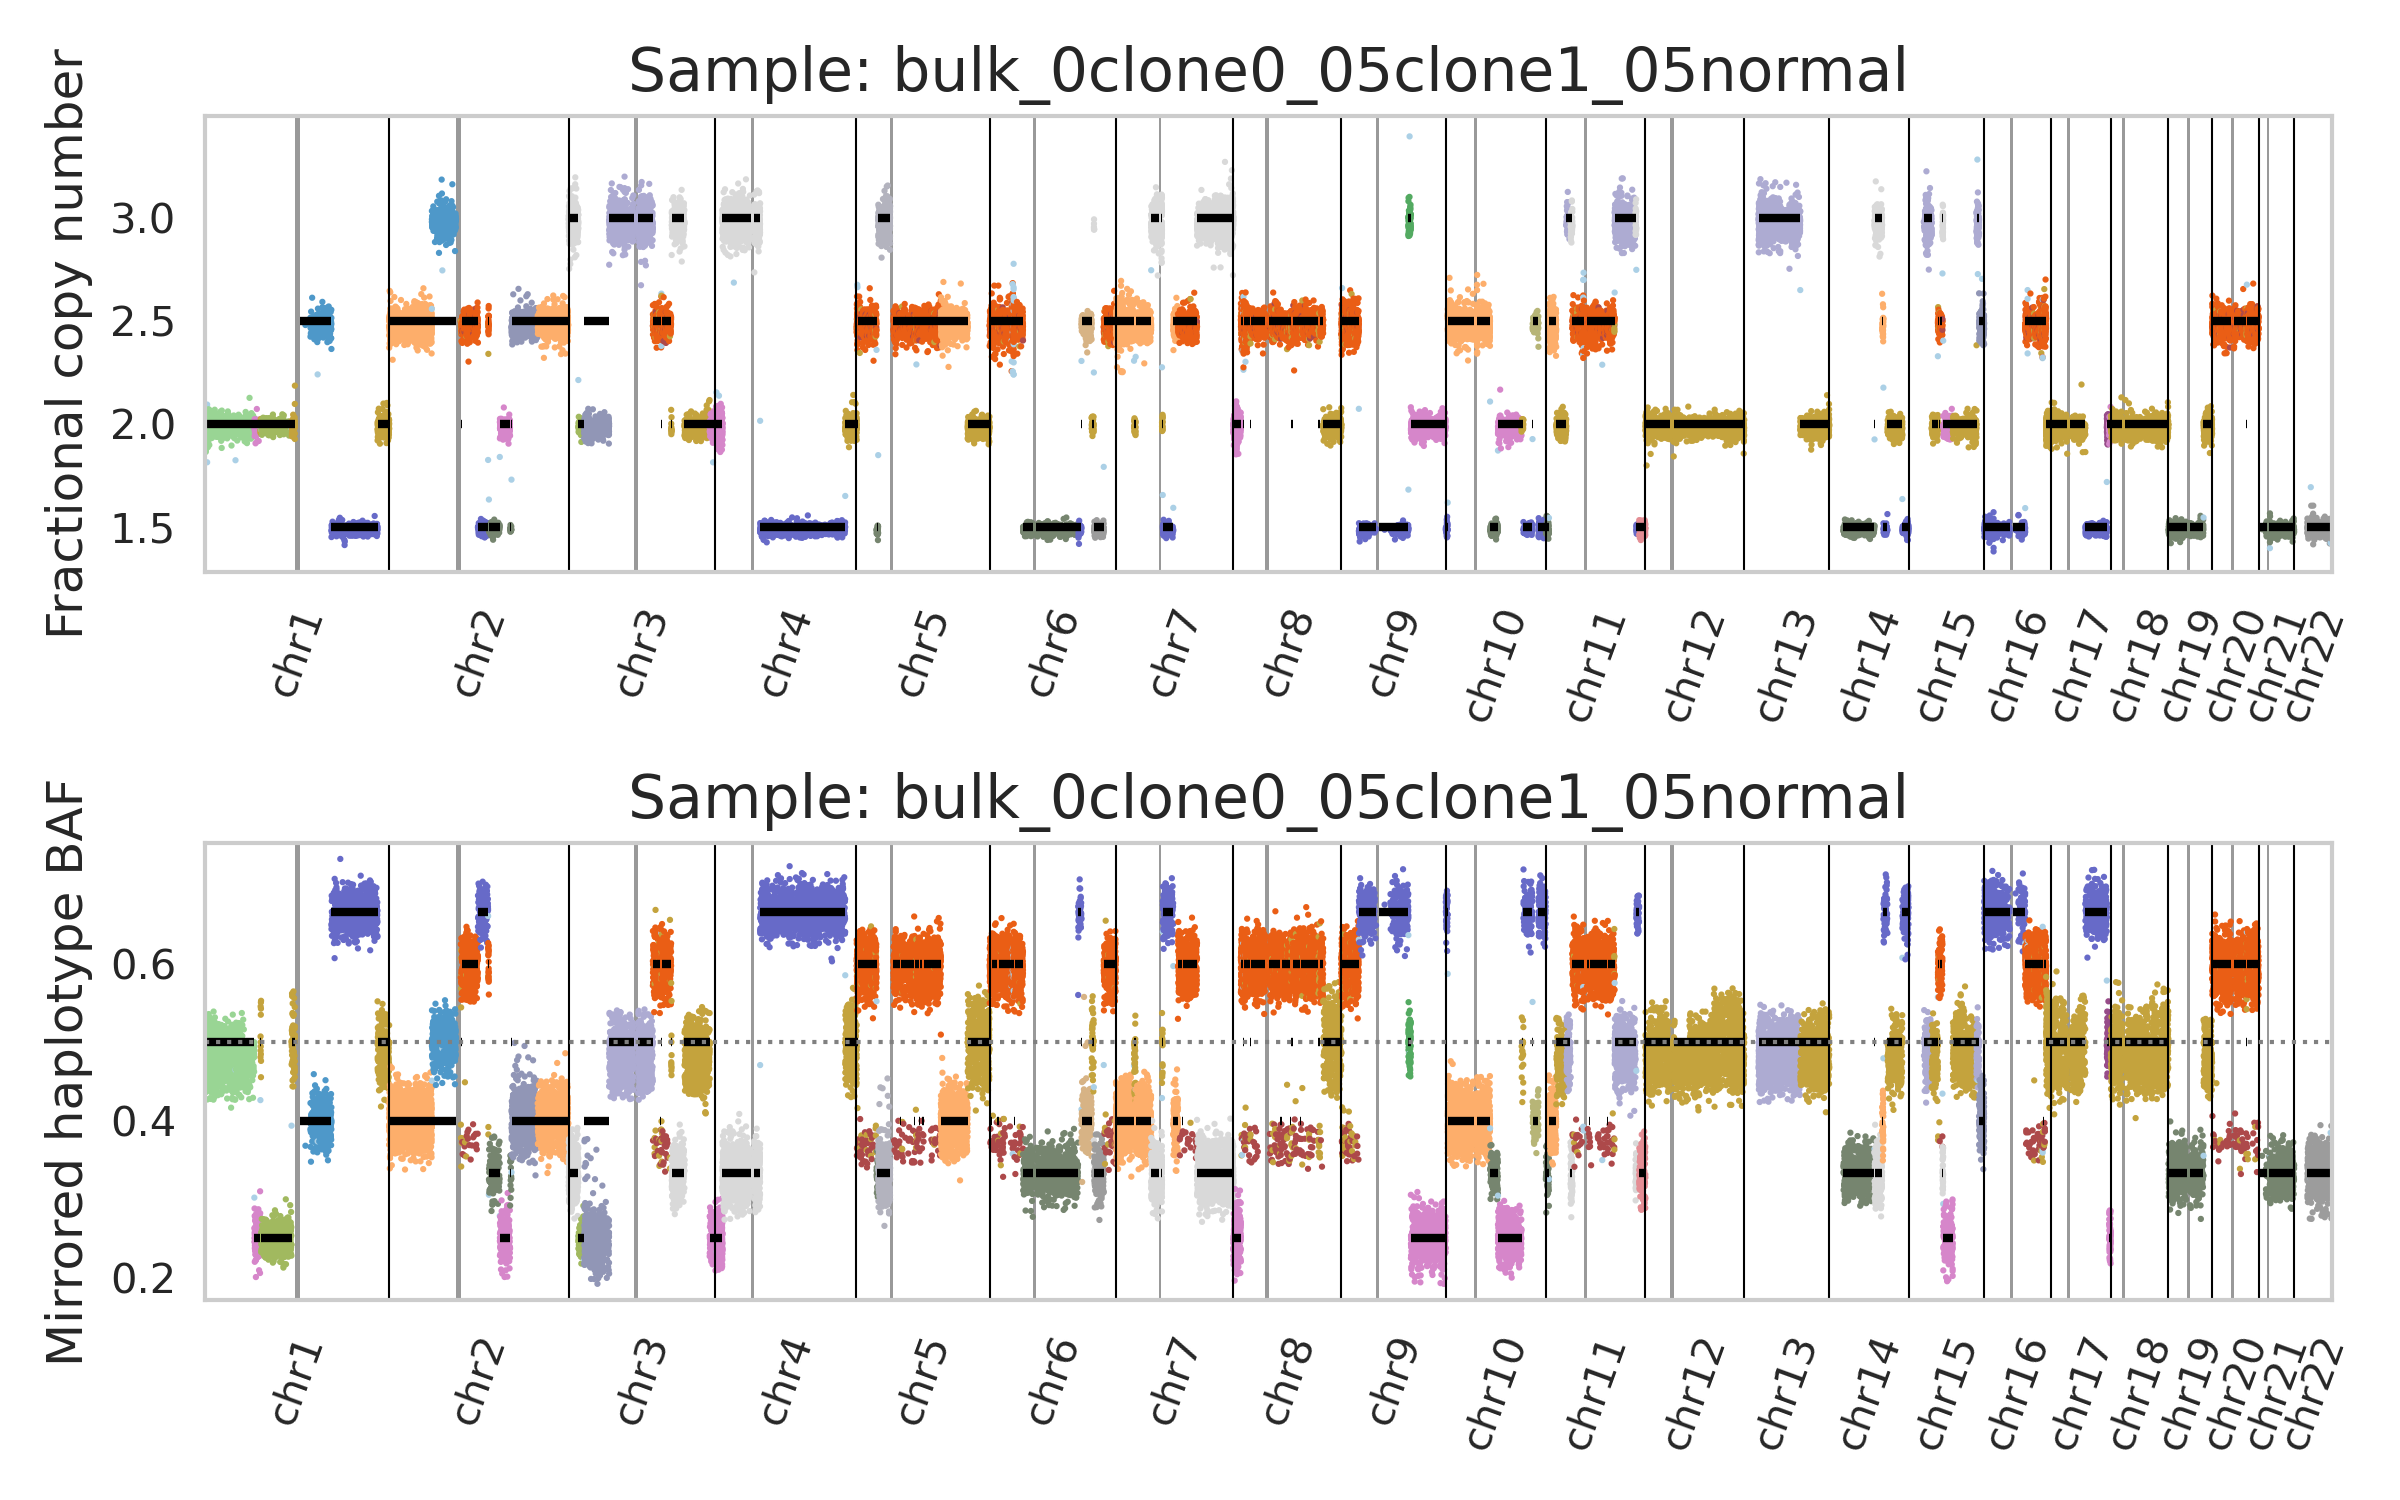 Sample: bulk_0clone0_05clone1_05normal
Fractional copy number
3.0
2.5
2.0
1.5
chr1 chr2 chr3 chr4 chr5 chr6 chr7 chr8 chr9 chr10 chr11 chr12 chr13 chr14 chr15 chr16 chr17 chr18 chr19 chr20 chr21 chr22
Sample: bulk_0clone0_05clone1_05normal
Mirrored haplotype BAF
0.6
0.4
0.2
chr1 chr2 chr3 chr4 chr5 chr6 chr7 chr8 chr9 chr10 chr11 chr12 chr13 chr14 chr15 chr16 chr17 chr18 chr19 chr20 chr21 chr22